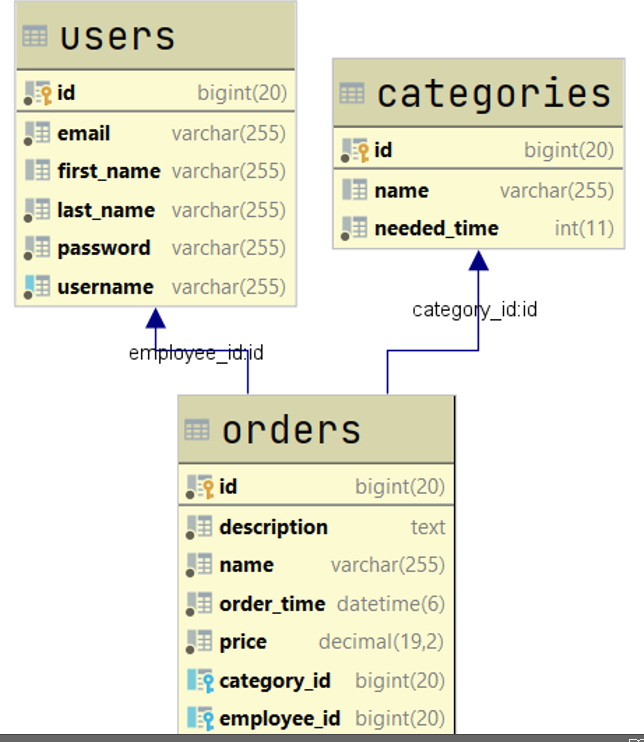 users
id bigint(20)
email varchar(255)
first_name varchar(255)
last_name varchar(255)
password varchar(255)
username varchar(255)
categories
id bigint(20)
name varchar(255)
needed_time int(11)
employee_id:id
category_id:id
orders
id bigint(20)
description text
name varchar(255)
order_time datetime(6)
price decimal(19,2)
category_id bigint(20)
employee_id bigint(20)